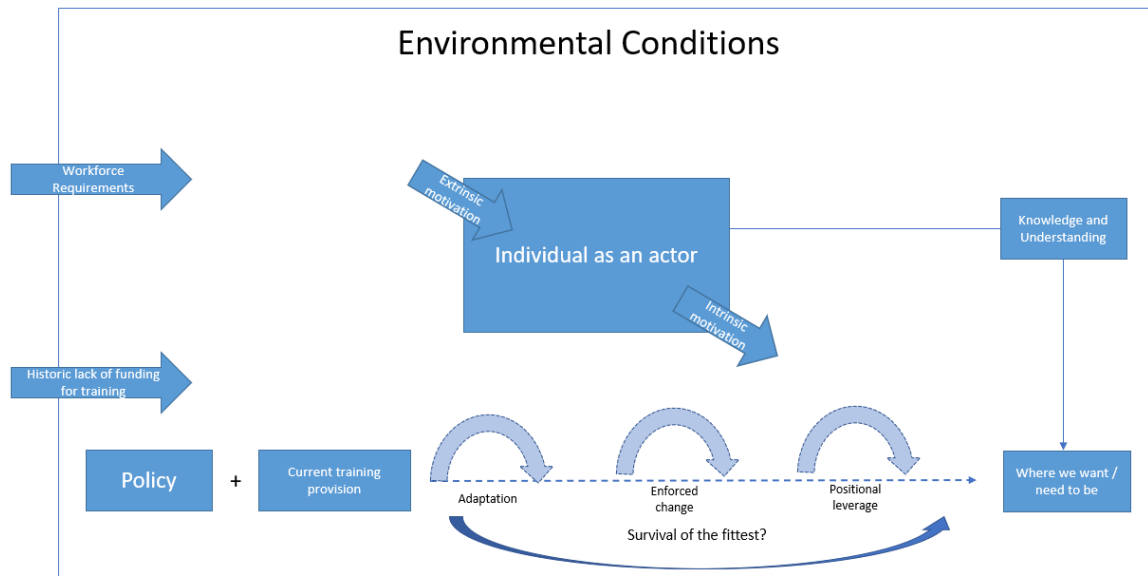 Environmental Conditions
Workforce
Requirements
Extrinsic
motivation
Individual as an actor
Knowledge and
Understanding
Intrinsic
motivation
Historic lack of funding
for training
Policy
+
Current training
provision
Adaptation
Enforced
change
Positional
leverage
Where we want /
need to be
Survival of the fittest?